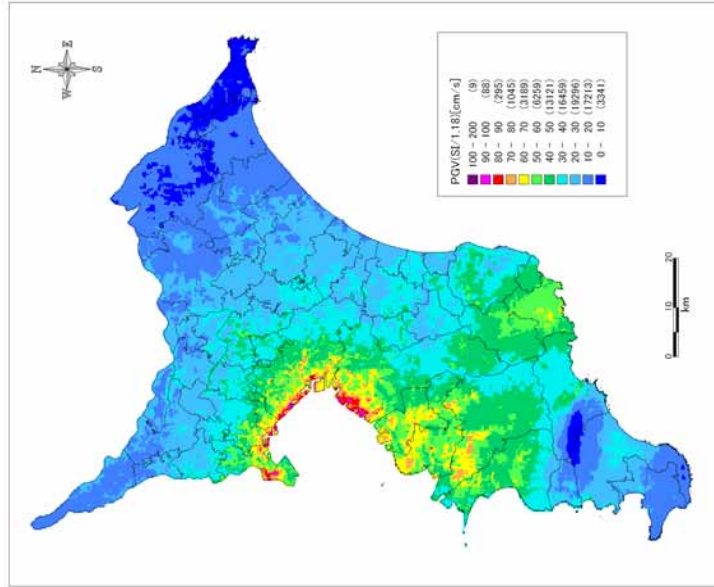 N
E
W
S
PGV(SI/1.18)[cm/s]
100 - 200 (9)
90 - 100 (88)
80 - 90 (295)
70 - 80 (1045)
60 - 70 (3189)
50 - 60 (6259)
40 - 50 (13121)
30 - 40 (16459)
20 - 30 (19296)
10 - 20 (17213)
0 - 10 (3341)
0 10 20
km